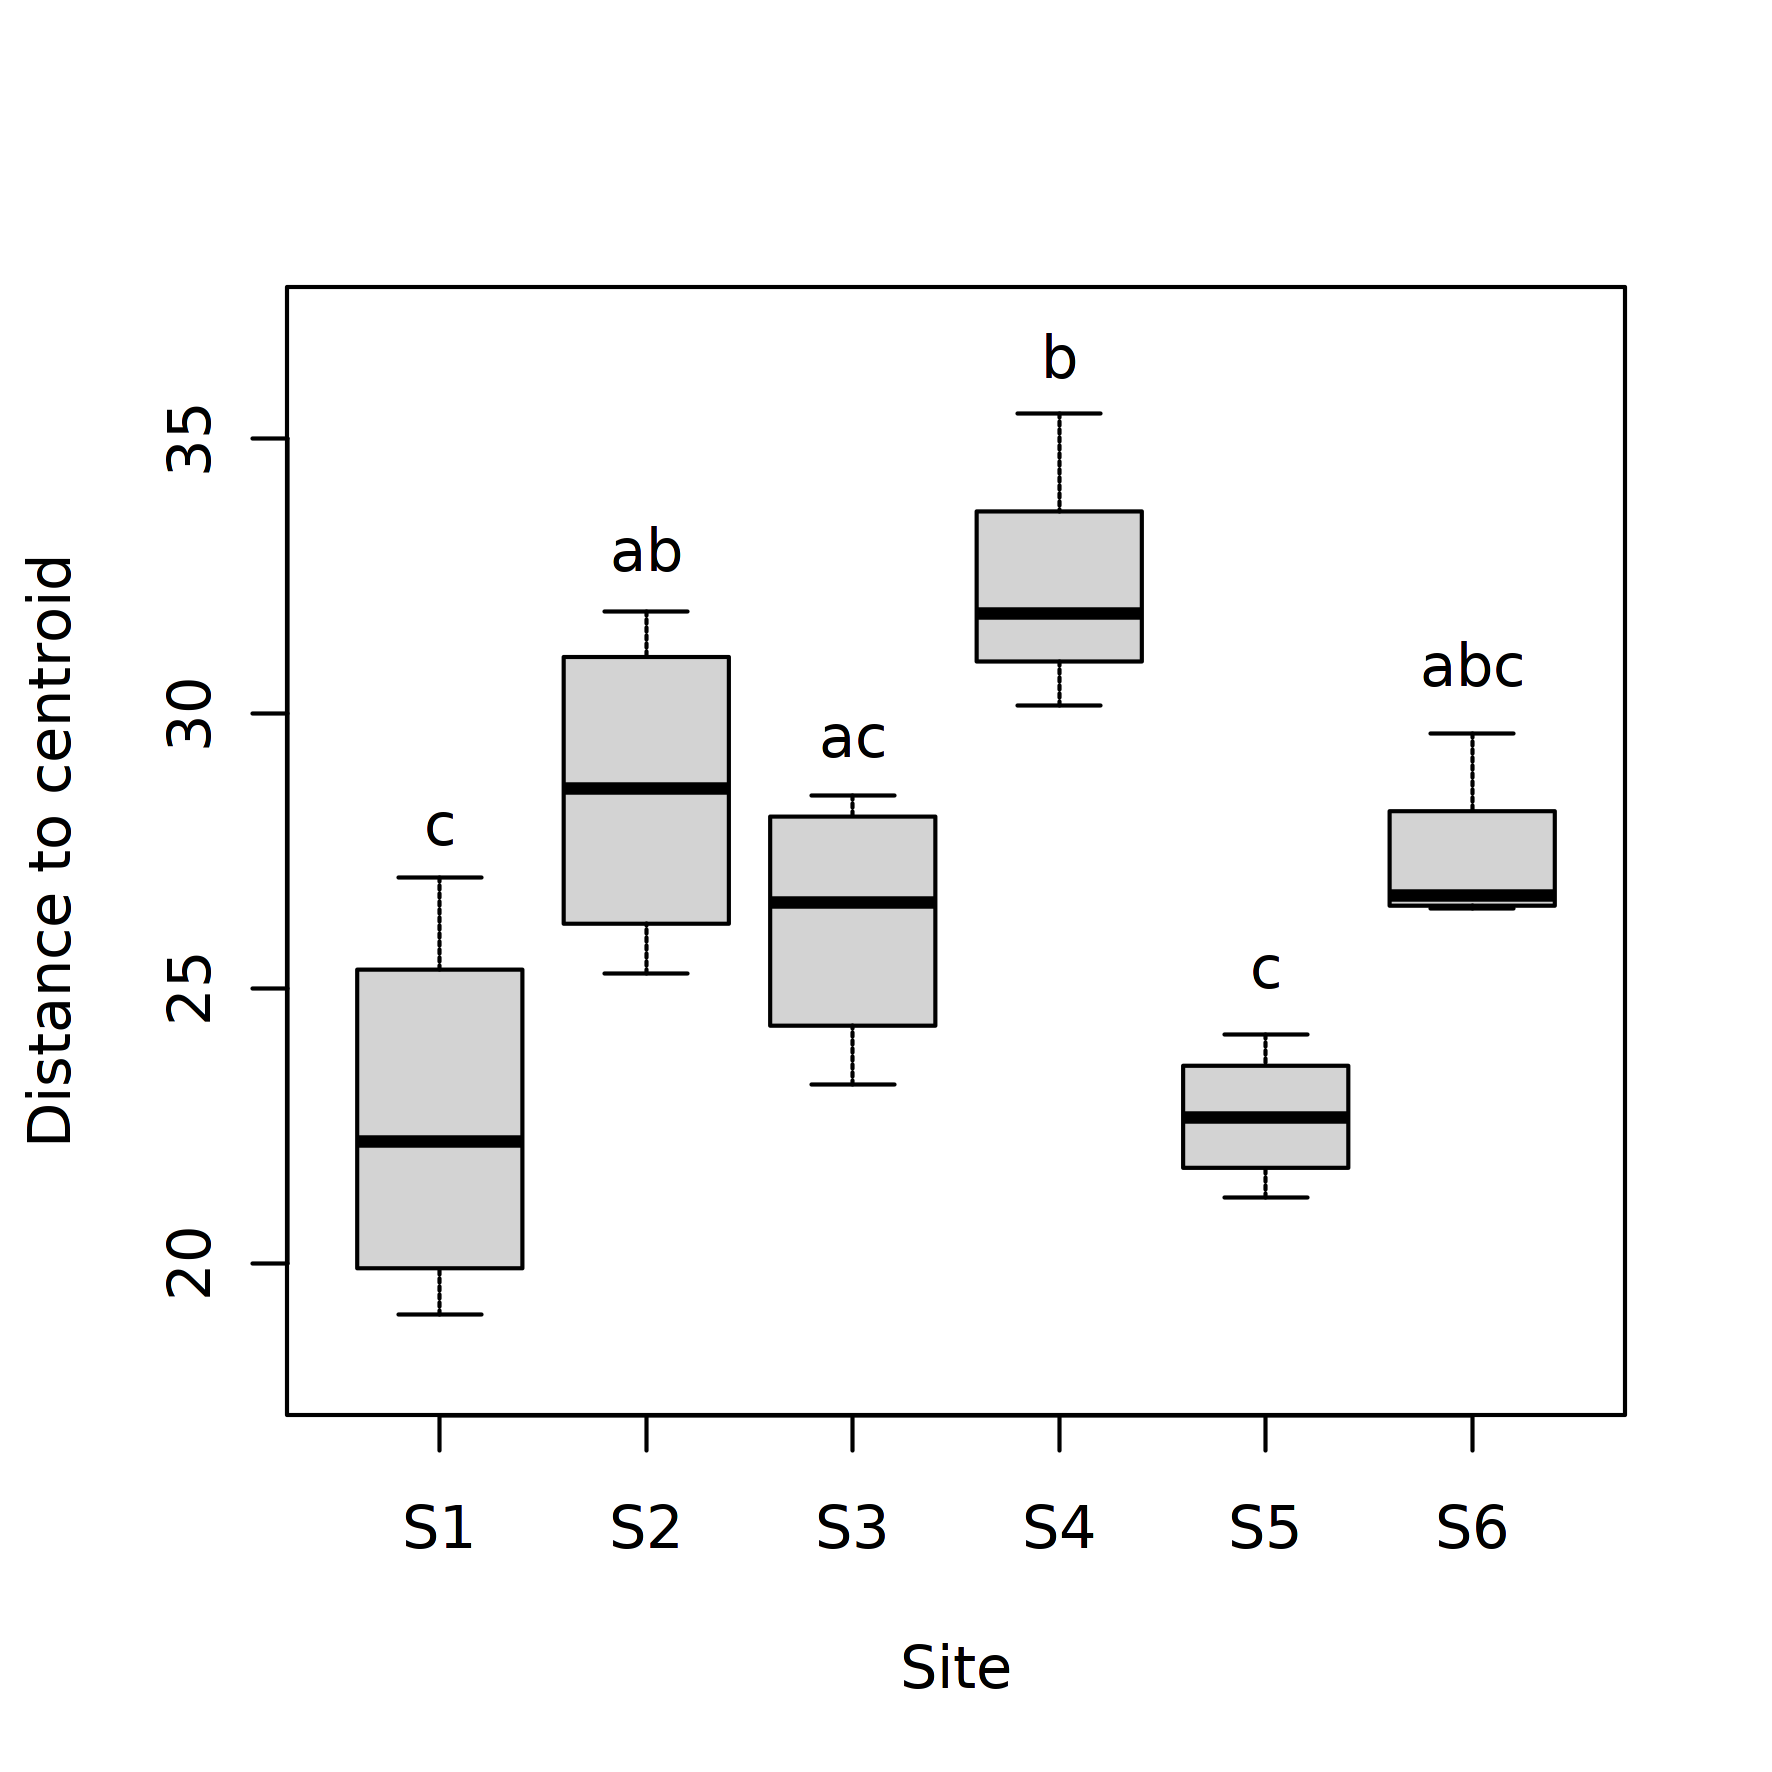 b
35
ab
abc
30
ac
c
c
25
20
Distance to centroid
S1 S2 S3 S4 S5 S6
Site